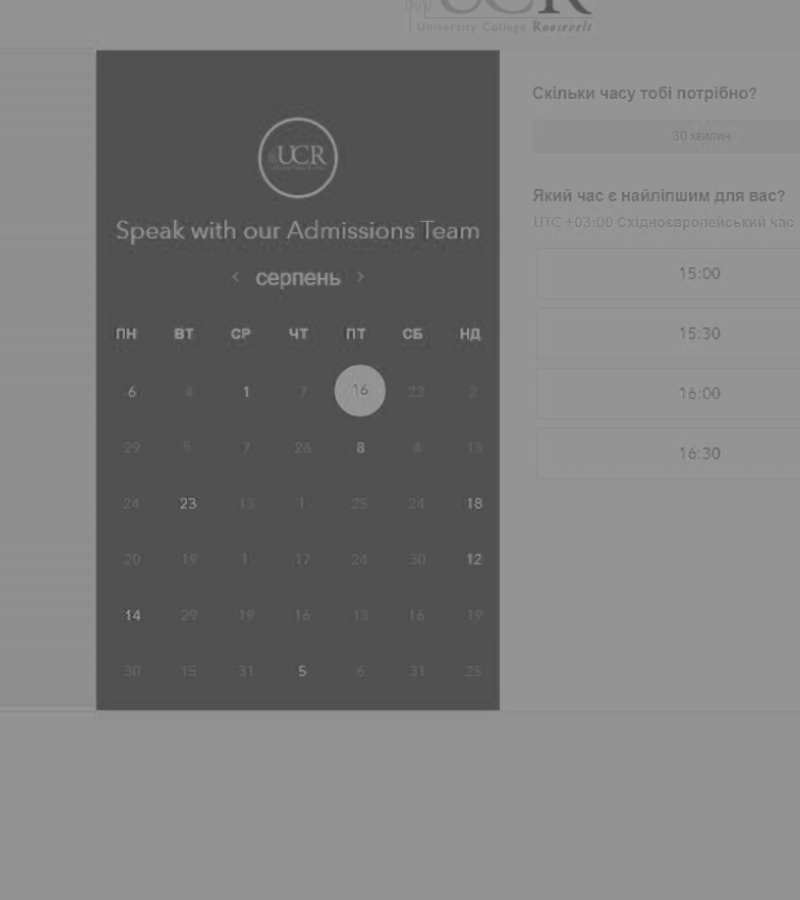 UCR
University College Roosevelt
UCR
Speak with our Admissions Team
< серпень >
ПН ВТ СР ЧТ ПТ СБ НД
6 4 1 7 16 23 2
29 5 7 26 8 4 13
24 23 13 1 25 24 18
20 19 1 17 24 30 12
14 29 19 16 13 16 19
30 15 31 5 6 31 25
Скільки часу тобі потрібно?
30 хвилин
Який час є найліпшим для вас?
UTC +03:00 Східноєвропейський час
15:00
15:30
16:00
16:30